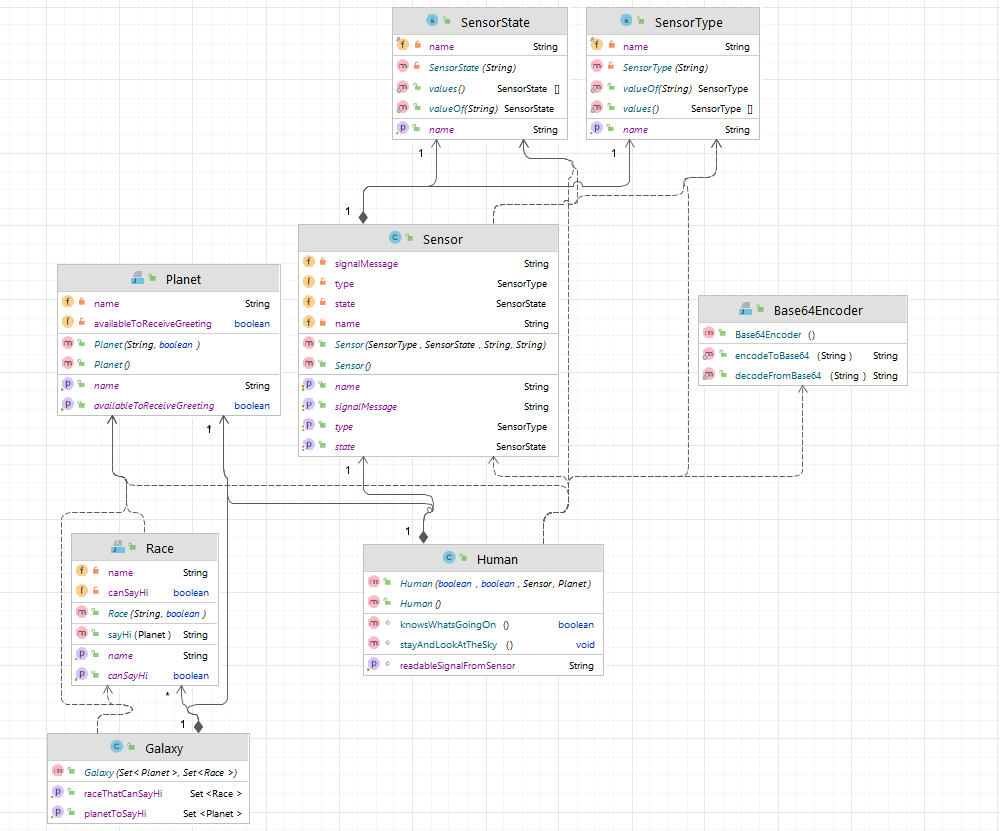 SensorState
name String
SensorState (String)
values() SensorState []
valueOf(String) SensorState
name String
SensorType
name String
SensorType (String)
valueOf(String) SensorType
values() SensorType []
name String
1
1
1
Sensor
signalMessage String
type SensorType
state SensorState
name String
Sensor(SensorType , SensorState , String, String)
Sensor()
name String
signalMessage String
type SensorType
state SensorState
Planet
name String
availableToReceiveGreeting boolean
Planet(String, boolean )
Planet()
name String
availableToReceiveGreeting boolean
Base64Encoder
Base64Encoder ()
encodeToBase64 (String ) String
decodeFromBase64 (String ) String
1
1
1
Race
name String
canSayHi boolean
Race(String, boolean )
sayHi (Planet ) String
name String
canSayHi boolean
Human
Human (boolean , boolean , Sensor, Planet)
Human ()
knowsWhatsGoingOn () boolean
stayAndLookAtTheSky () void
readableSignalFromSensor String
*
1
Galaxy
Galaxy (Set< Planet >, Set<Race >)
raceThatCanSayHi Set <Race >
planetToSayHi Set <Planet >